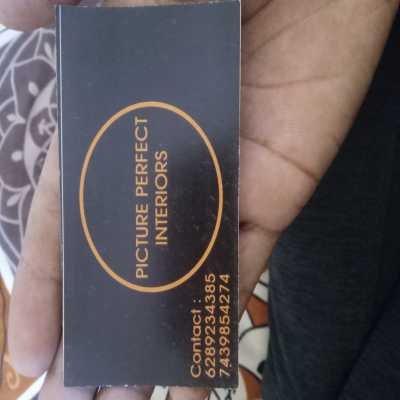 PICTURE PERFECT
INTERIORS
Contact :
6289234385
7439854274